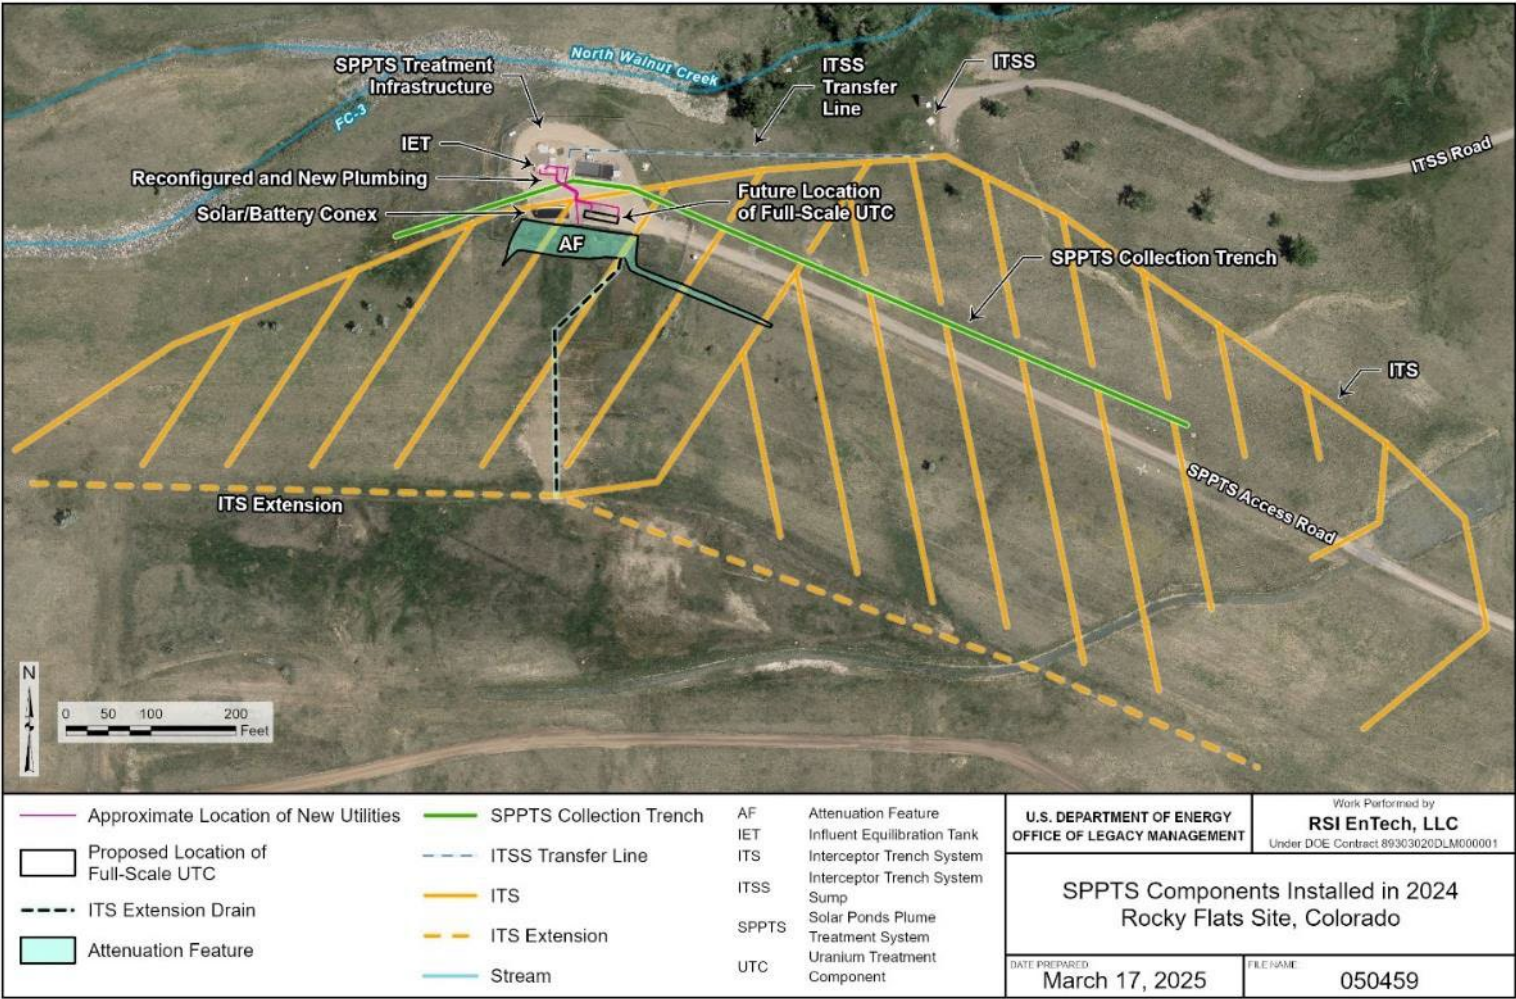 North Walnut Creek
FC-3
SPPTS Treatment
Infrastructure
ITSS
Transfer
Line
ITSS
ITSS Road
IET
Reconfigured and New Plumbing
Solar/Battery Conex
Future Location
of Full-Scale UTC
AF
SPPTS Collection Trench
ITS
SPPTS Access Road
ITS Extension
N
0 50 100 200
Feet
Approximate Location of New Utilities
Proposed Location of
Full-Scale UTC
ITS Extension Drain
Attenuation Feature
SPPTS Collection Trench
ITSS Transfer Line
ITS
ITS Extension
Stream
AF Attenuation Feature
IET Influent Equilibration Tank
ITS Interceptor Trench System
ITSS Interceptor Trench System
Sump
SPPTS Solar Ponds Plume
Treatment System
UTC Uranium Treatment
Component
U.S. DEPARTMENT OF ENERGY
OFFICE OF LEGACY MANAGEMENT
Work Performed by
RSI EnTech, LLC
Under DOE Contract 89303020DLM000001
SPPTS Components Installed in 2024
Rocky Flats Site, Colorado
DATE PREPARED:
March 17, 2025
FILE NAME:
050459